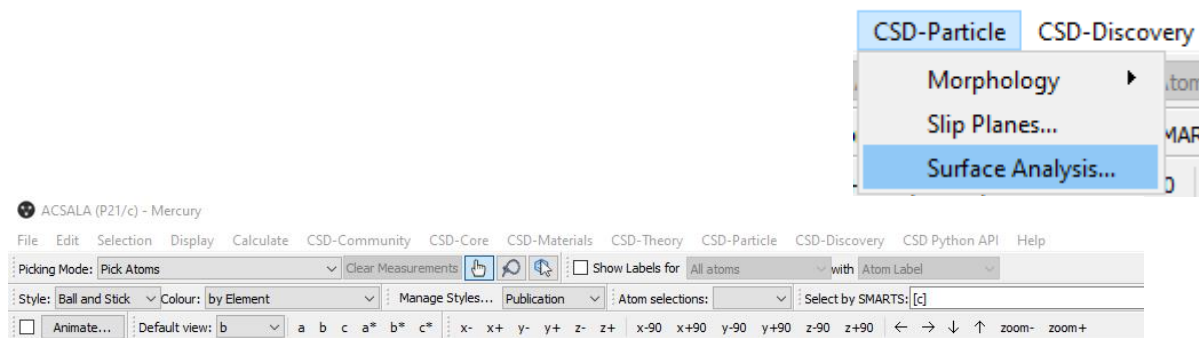 CSD-Particle CSD-Discovery
Morphology
Slip Planes...
Surface Analysis...
ACSALA (P21/c) - Mercury
File Edit Selection Display Calculate CSD-Community CSD-Core CSD-Materials CSD-Theory CSD-Particle CSD-Discovery CSD Python API Help
Picking Mode: Pick Atoms Clear Measurements Show Labels for All atoms with Atom Label
Style: Ball and Stick Colour: by Element Manage Styles... Publication Atom selections: Select by SMARTS: [c]
Animate... Default view: b a b c a* b* c* x- x+ y- y+ z- z+ x-90 x+90 y-90 y+90 z-90 z+90 ← → ↓ ↑ zoom- zoom+